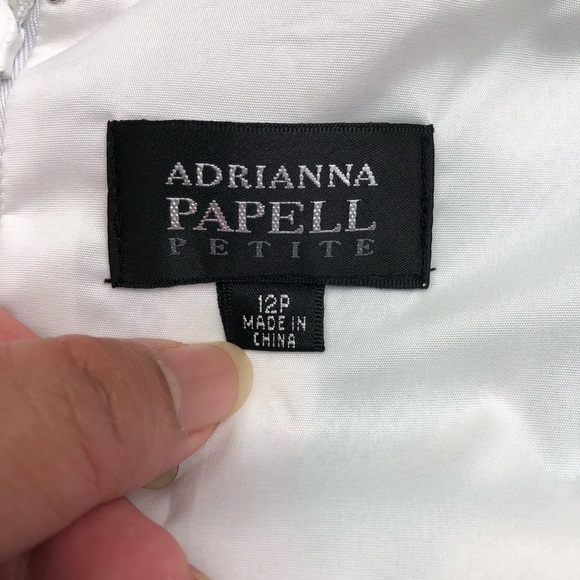 ADRIANNA
PAPELL
PETITE
12P
MADE IN
CHINA